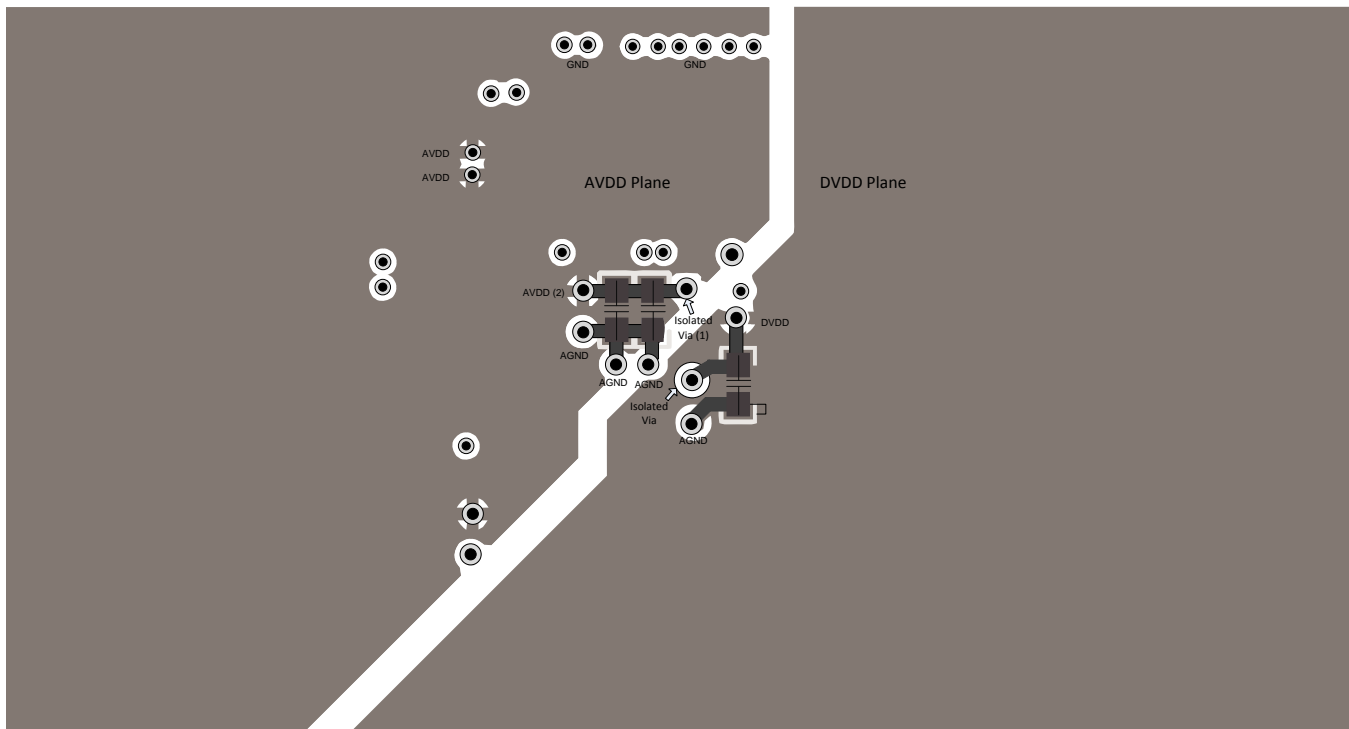 GND
GND
AVDD
AVDD
AVDD Plane
DVDD Plane
AVDD (2)
Isolated
Via (1)
DVDD
AGND
AGND
AGND
Isolated
Via
AGND